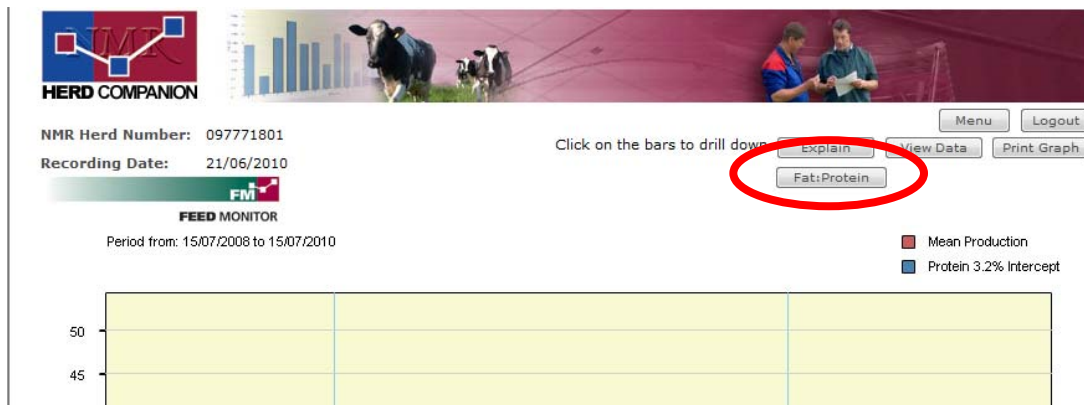 NMR
HERD COMPANION
Menu
Logout
NMR Herd Number: 097771801
Click on the bars to drill down
Explain
View Data
Print Graph
Recording Date: 21/06/2010
Fat:Protein
FM
FEED MONITOR
Period from: 15/07/2008 to 15/07/2010
Mean Production
Protein 3.2% Intercept
50
45